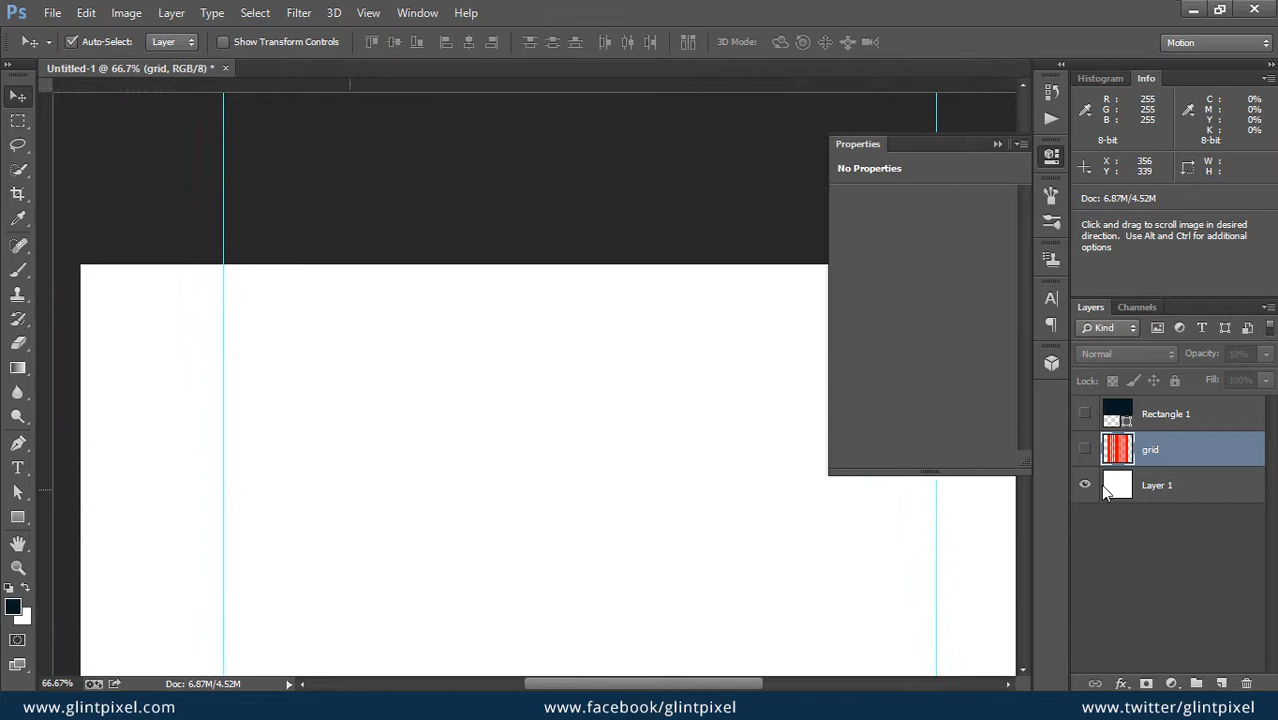 Ps File Edit Image Layer Type Select Filter 3D View Window Help
Auto-Select: Layer Show Transform Controls 3D Mode: Motion
Untitled-1 @ 66.7% (grid, RGB/8) * ×
Histogram Info
R : 255 C : 0%
G : 255 M : 0%
B : 255 Y : 0%
K : 0%
8-bit 8-bit
X : 356 W :
Y : 339 H :
Doc: 6.87M/4.52M
Click and drag to scroll image in desired
direction. Use Alt and Ctrl for additional
options
Properties
No Properties
Layers Channels
Kind
Normal Opacity: 10%
Lock: Fill: 100%
Rectangle 1
grid
Layer 1
66.67% Doc: 6.87M/4.52M
www.glintpixel.com www.facebook/glintpixel www.twitter/glintpixel